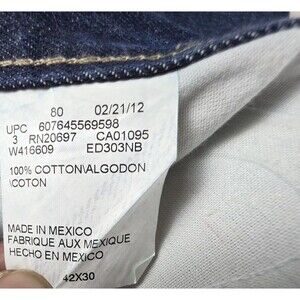 80 02/21/12
UPC 607645569598
3 RN20697 CA01095
W416609 ED303NB
100% COTTON\ALGODON
\COTON
MADE IN MEXICO
FABRIQUE AUX MEXIQUE
HECHO EN MEXICO
42X30